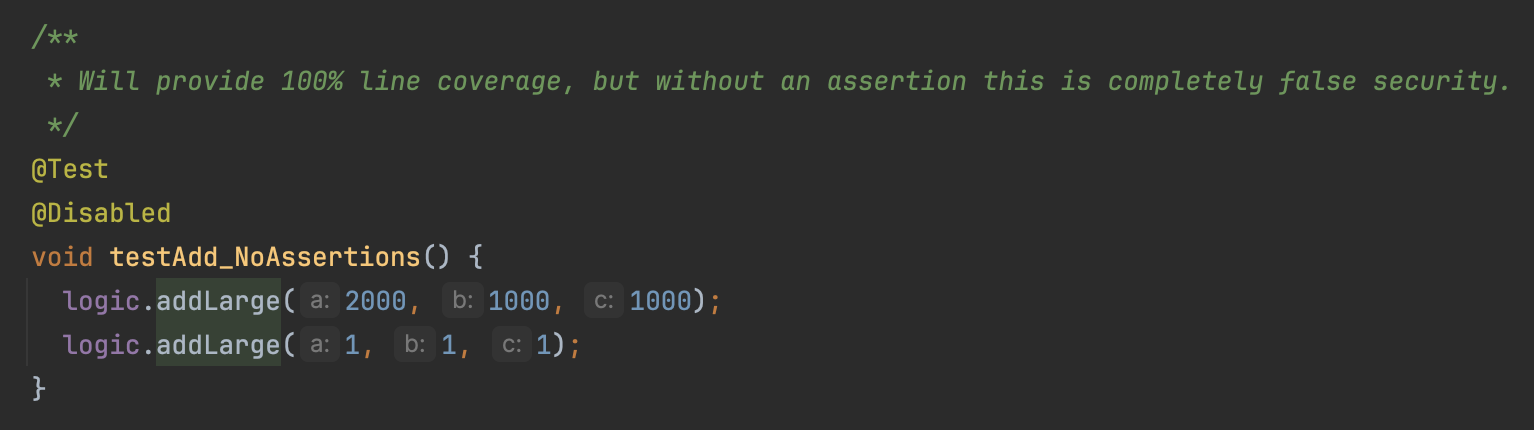 /**
 * Will provide 100% line coverage, but without an assertion this is completely false security.
 */
@Test
@Disabled
void testAdd_NoAssertions() {
  logic.addLarge( a: 2000, b: 1000, c: 1000);
  logic.addLarge( a: 1, b: 1, c: 1);
}